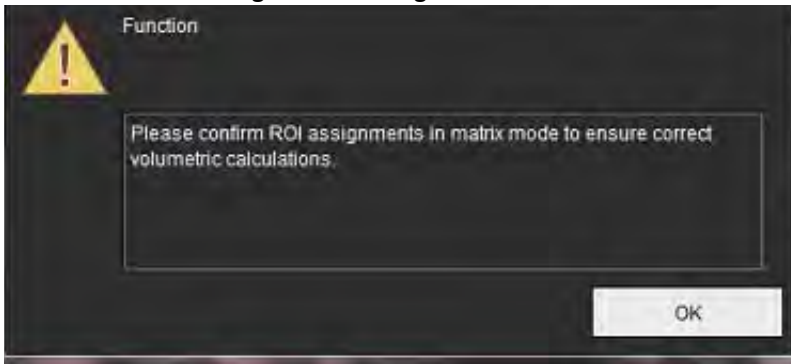 Function
Please confirm ROI assignments in matrix mode to ensure correct
volumetric calculations.
OK